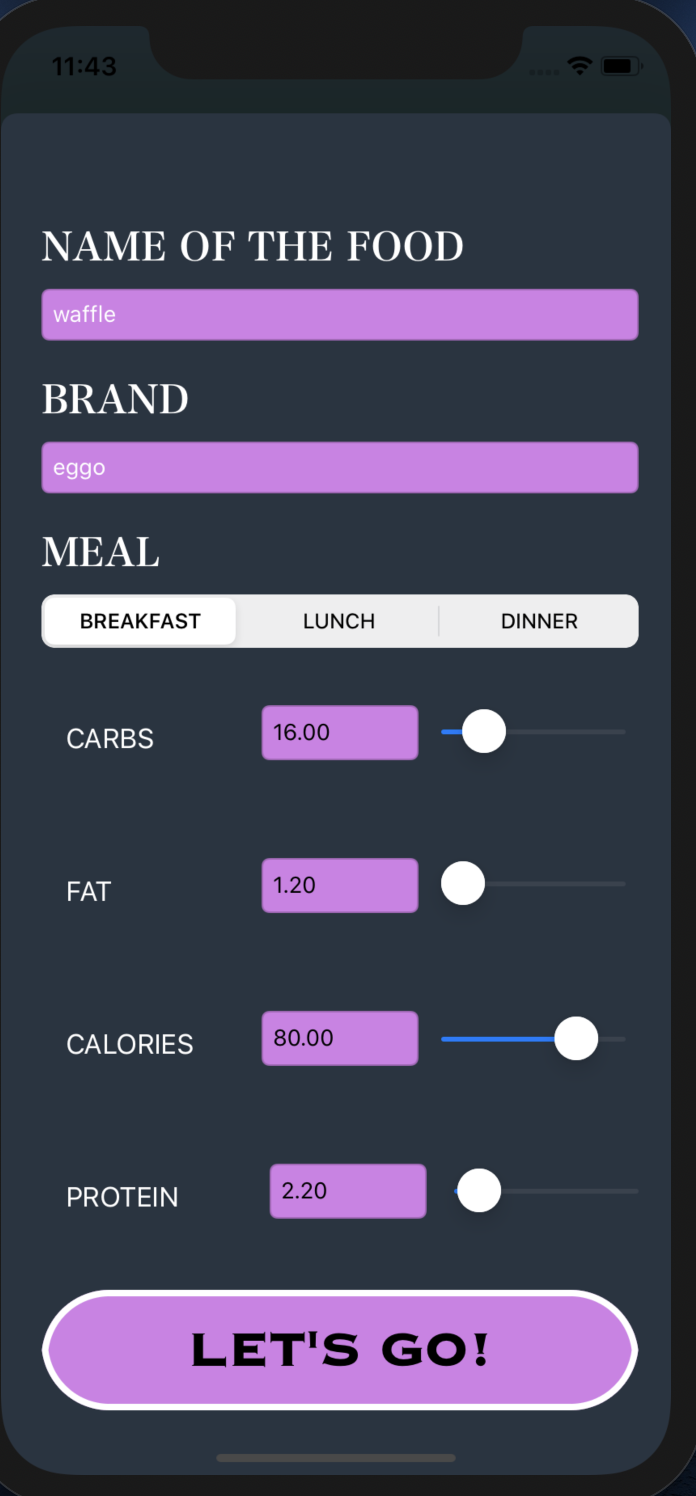 11:43
NAME OF THE FOOD
waffle
BRAND
eggo
MEAL
BREAKFAST LUNCH DINNER
CARBS 16.00
FAT 1.20
CALORIES 80.00
PROTEIN 2.20
LET'S GO!